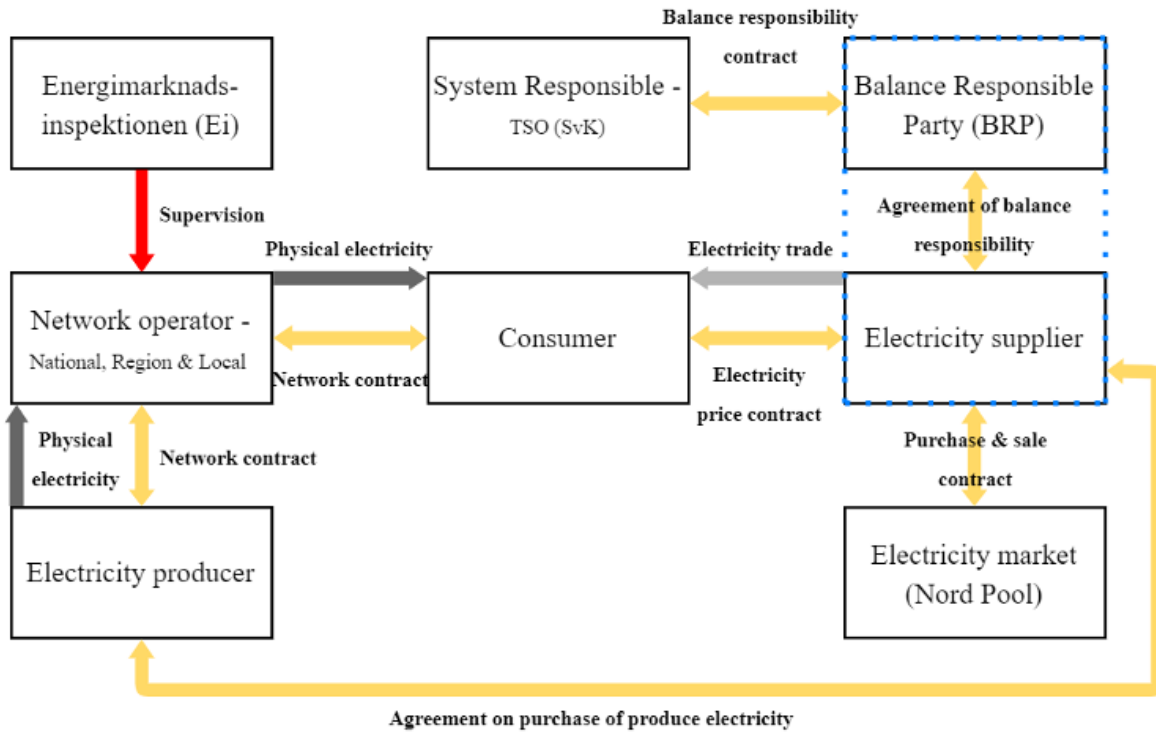 Balance responsibility
contract
Energimarknads-
inspektionen (Ei)
System Responsible -
TSO (SvK)
Balance Responsible
Party (BRP)
Supervision
Agreement of balance
responsibility
Physical electricity
Electricity trade
Network operator -
National, Region & Local
Consumer
Electricity supplier
Network contract
Electricity
price contract
Physical
electricity
Network contract
Purchase & sale
contract
Electricity producer
Electricity market
(Nord Pool)
Agreement on purchase of produce electricity